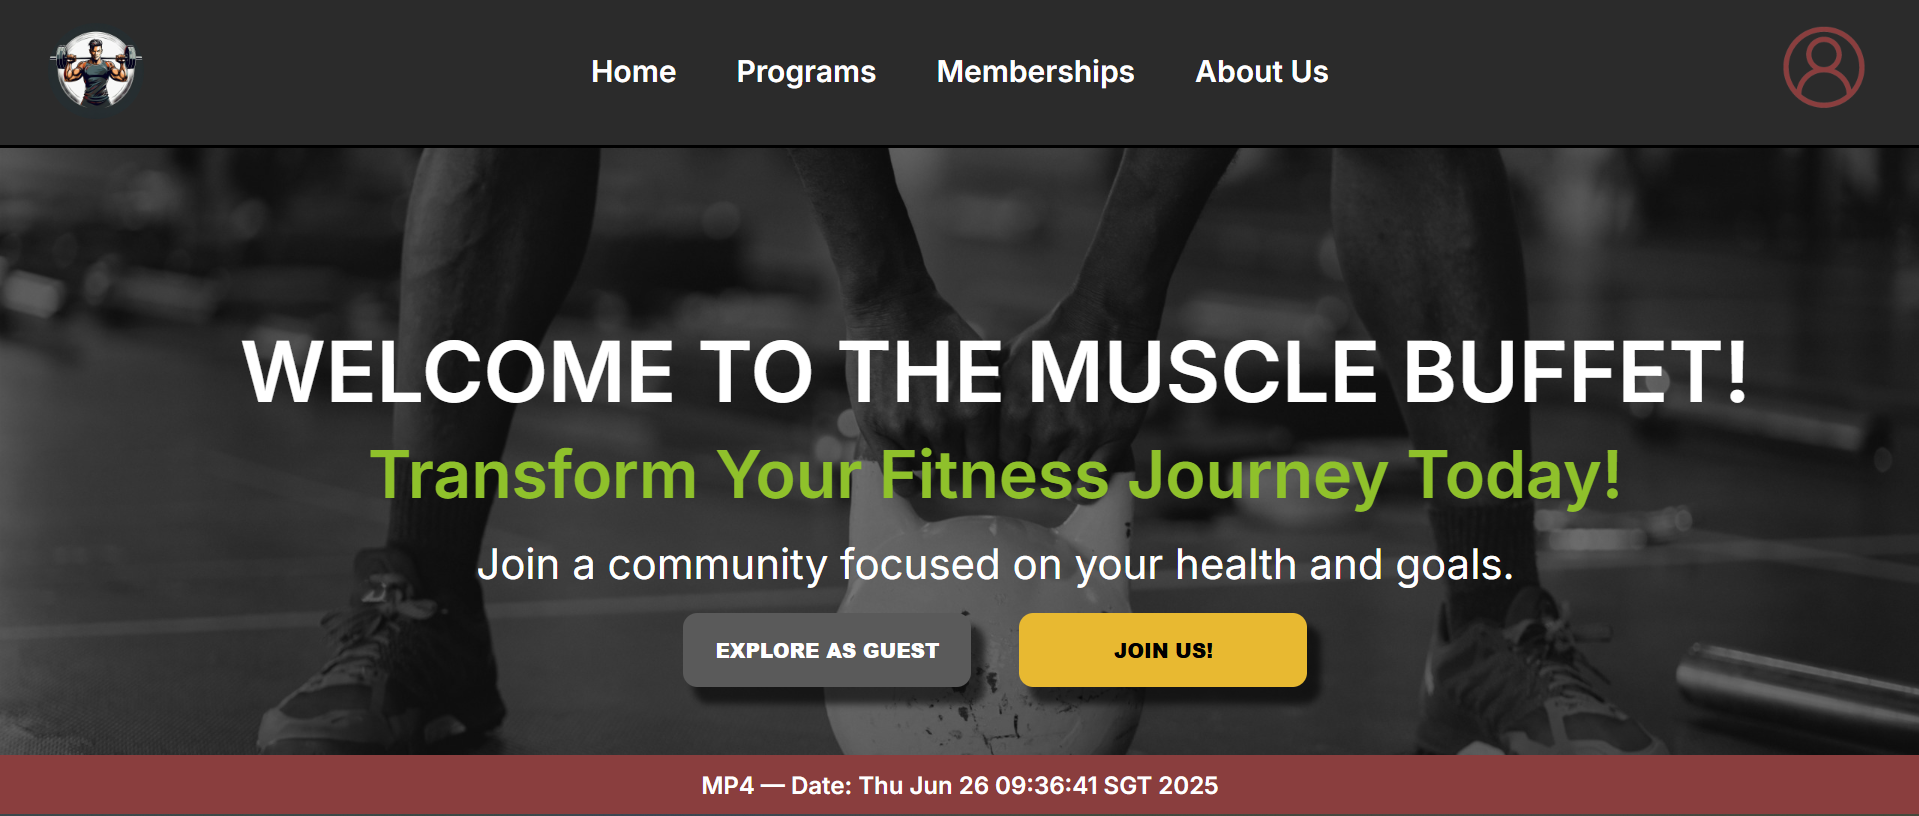 Home Programs Memberships About Us
WELCOME TO THE MUSCLE BUFFET!
Transform Your Fitness Journey Today!
Join a community focused on your health and goals.
EXPLORE AS GUEST JOIN US!
MP4 — Date: Thu Jun 26 09:36:41 SGT 2025